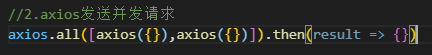 //2.axios发送并发请求
axios.all([axios({}),axios({})]).then(result => {})